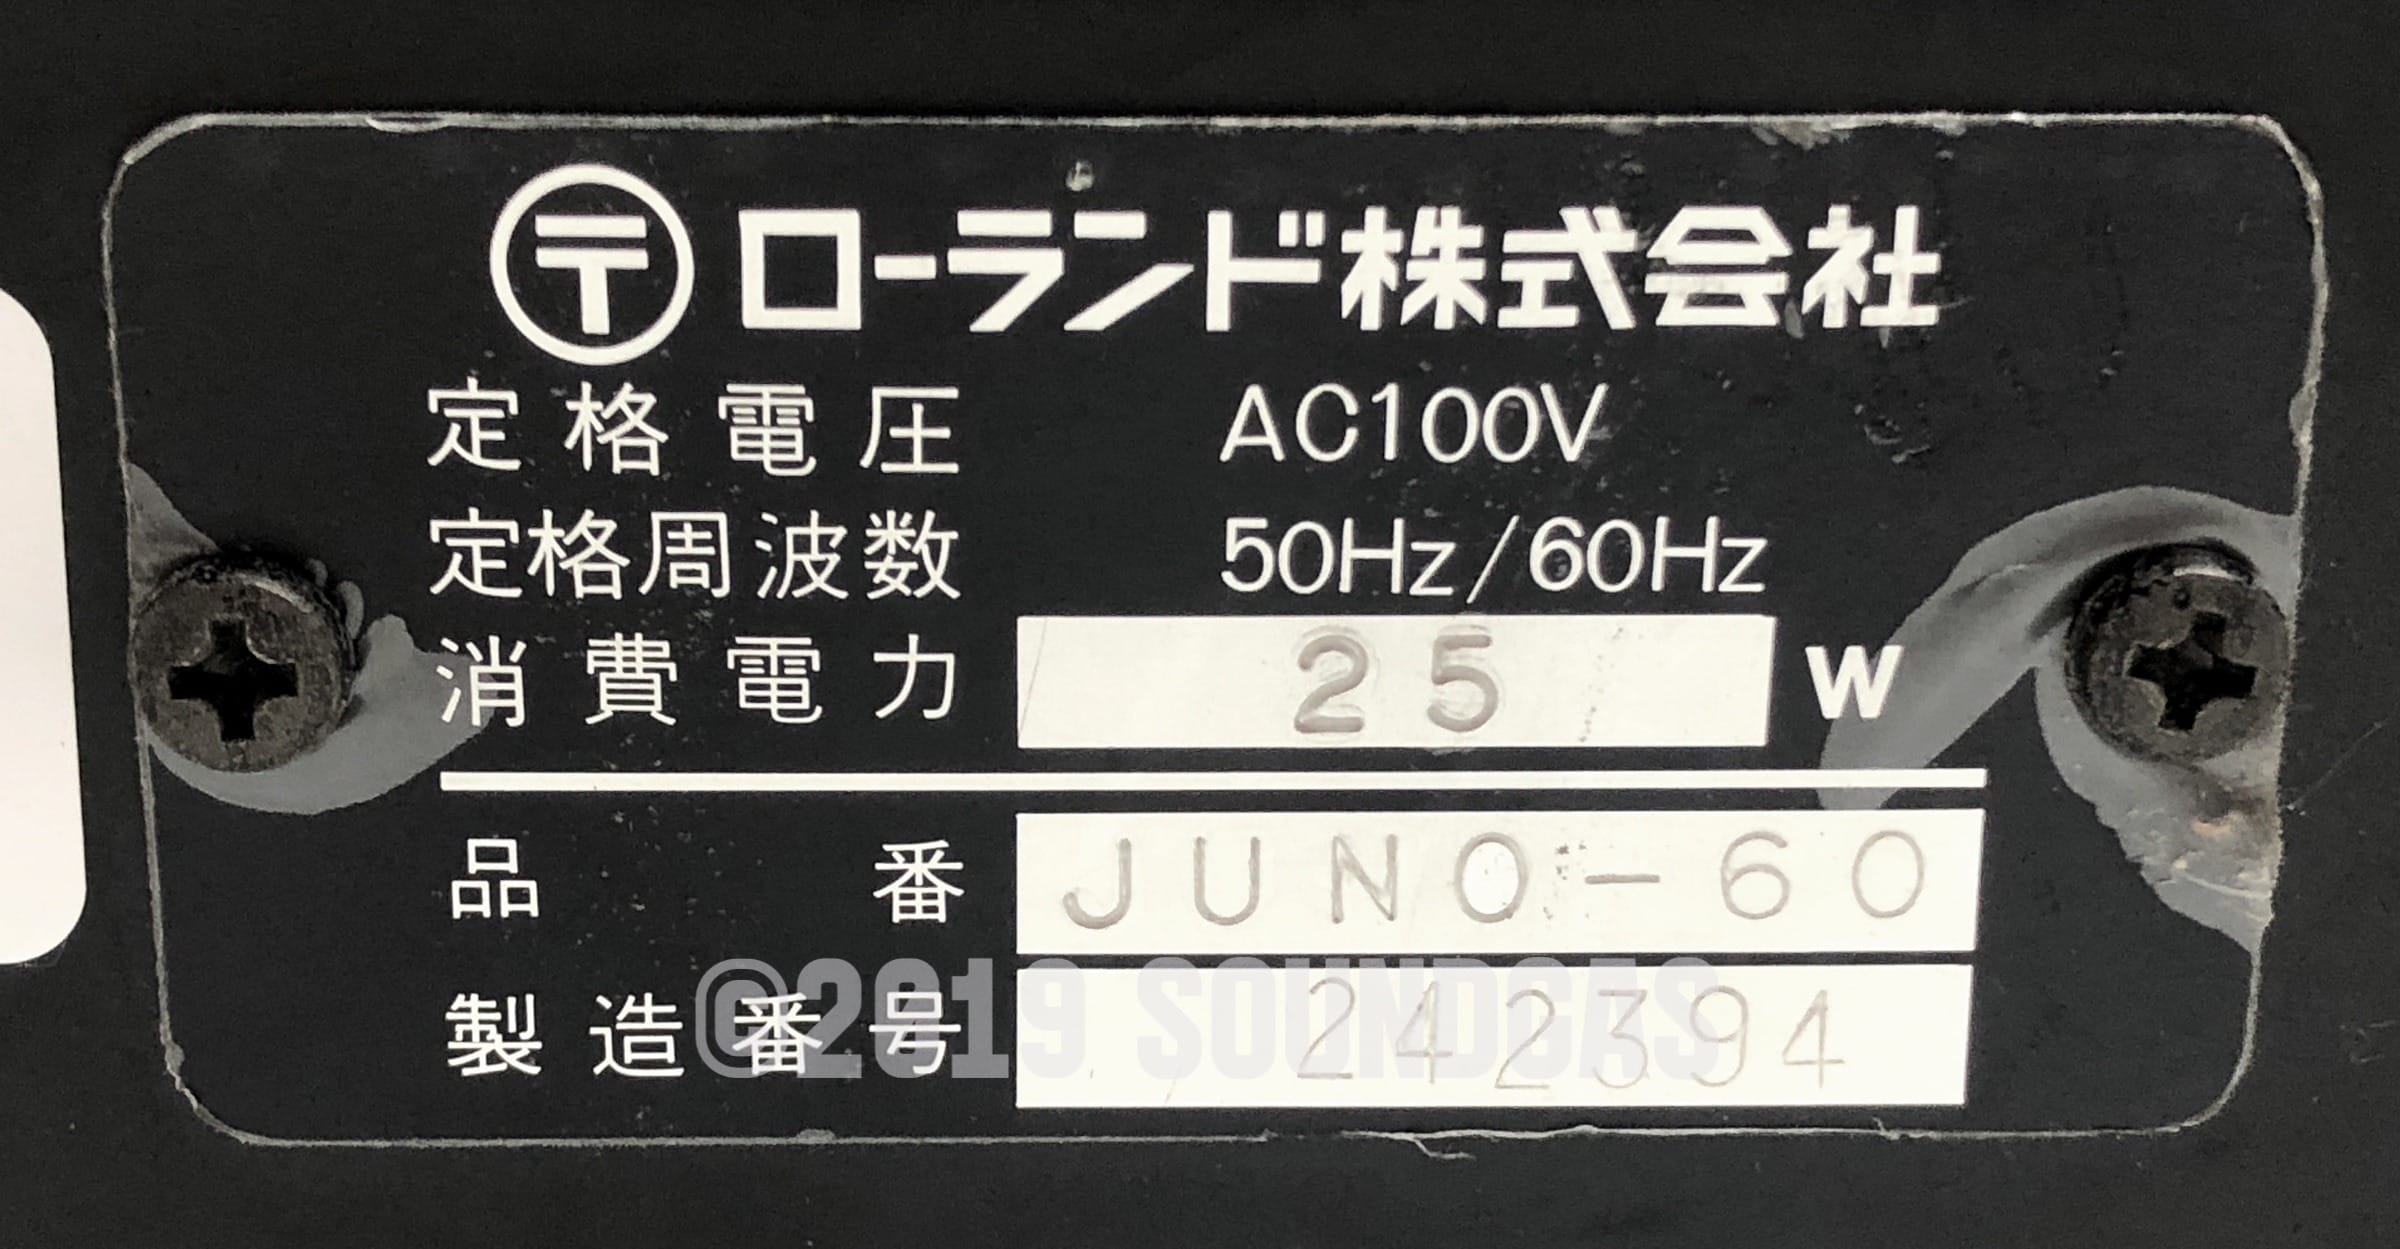 〶 ローランド株式会社
定格電圧 AC100V
定格周波数 50Hz/60Hz
消費電力 25 W
品番 JUNO-60
製造番号 242394
©2019 SOUNDGAS